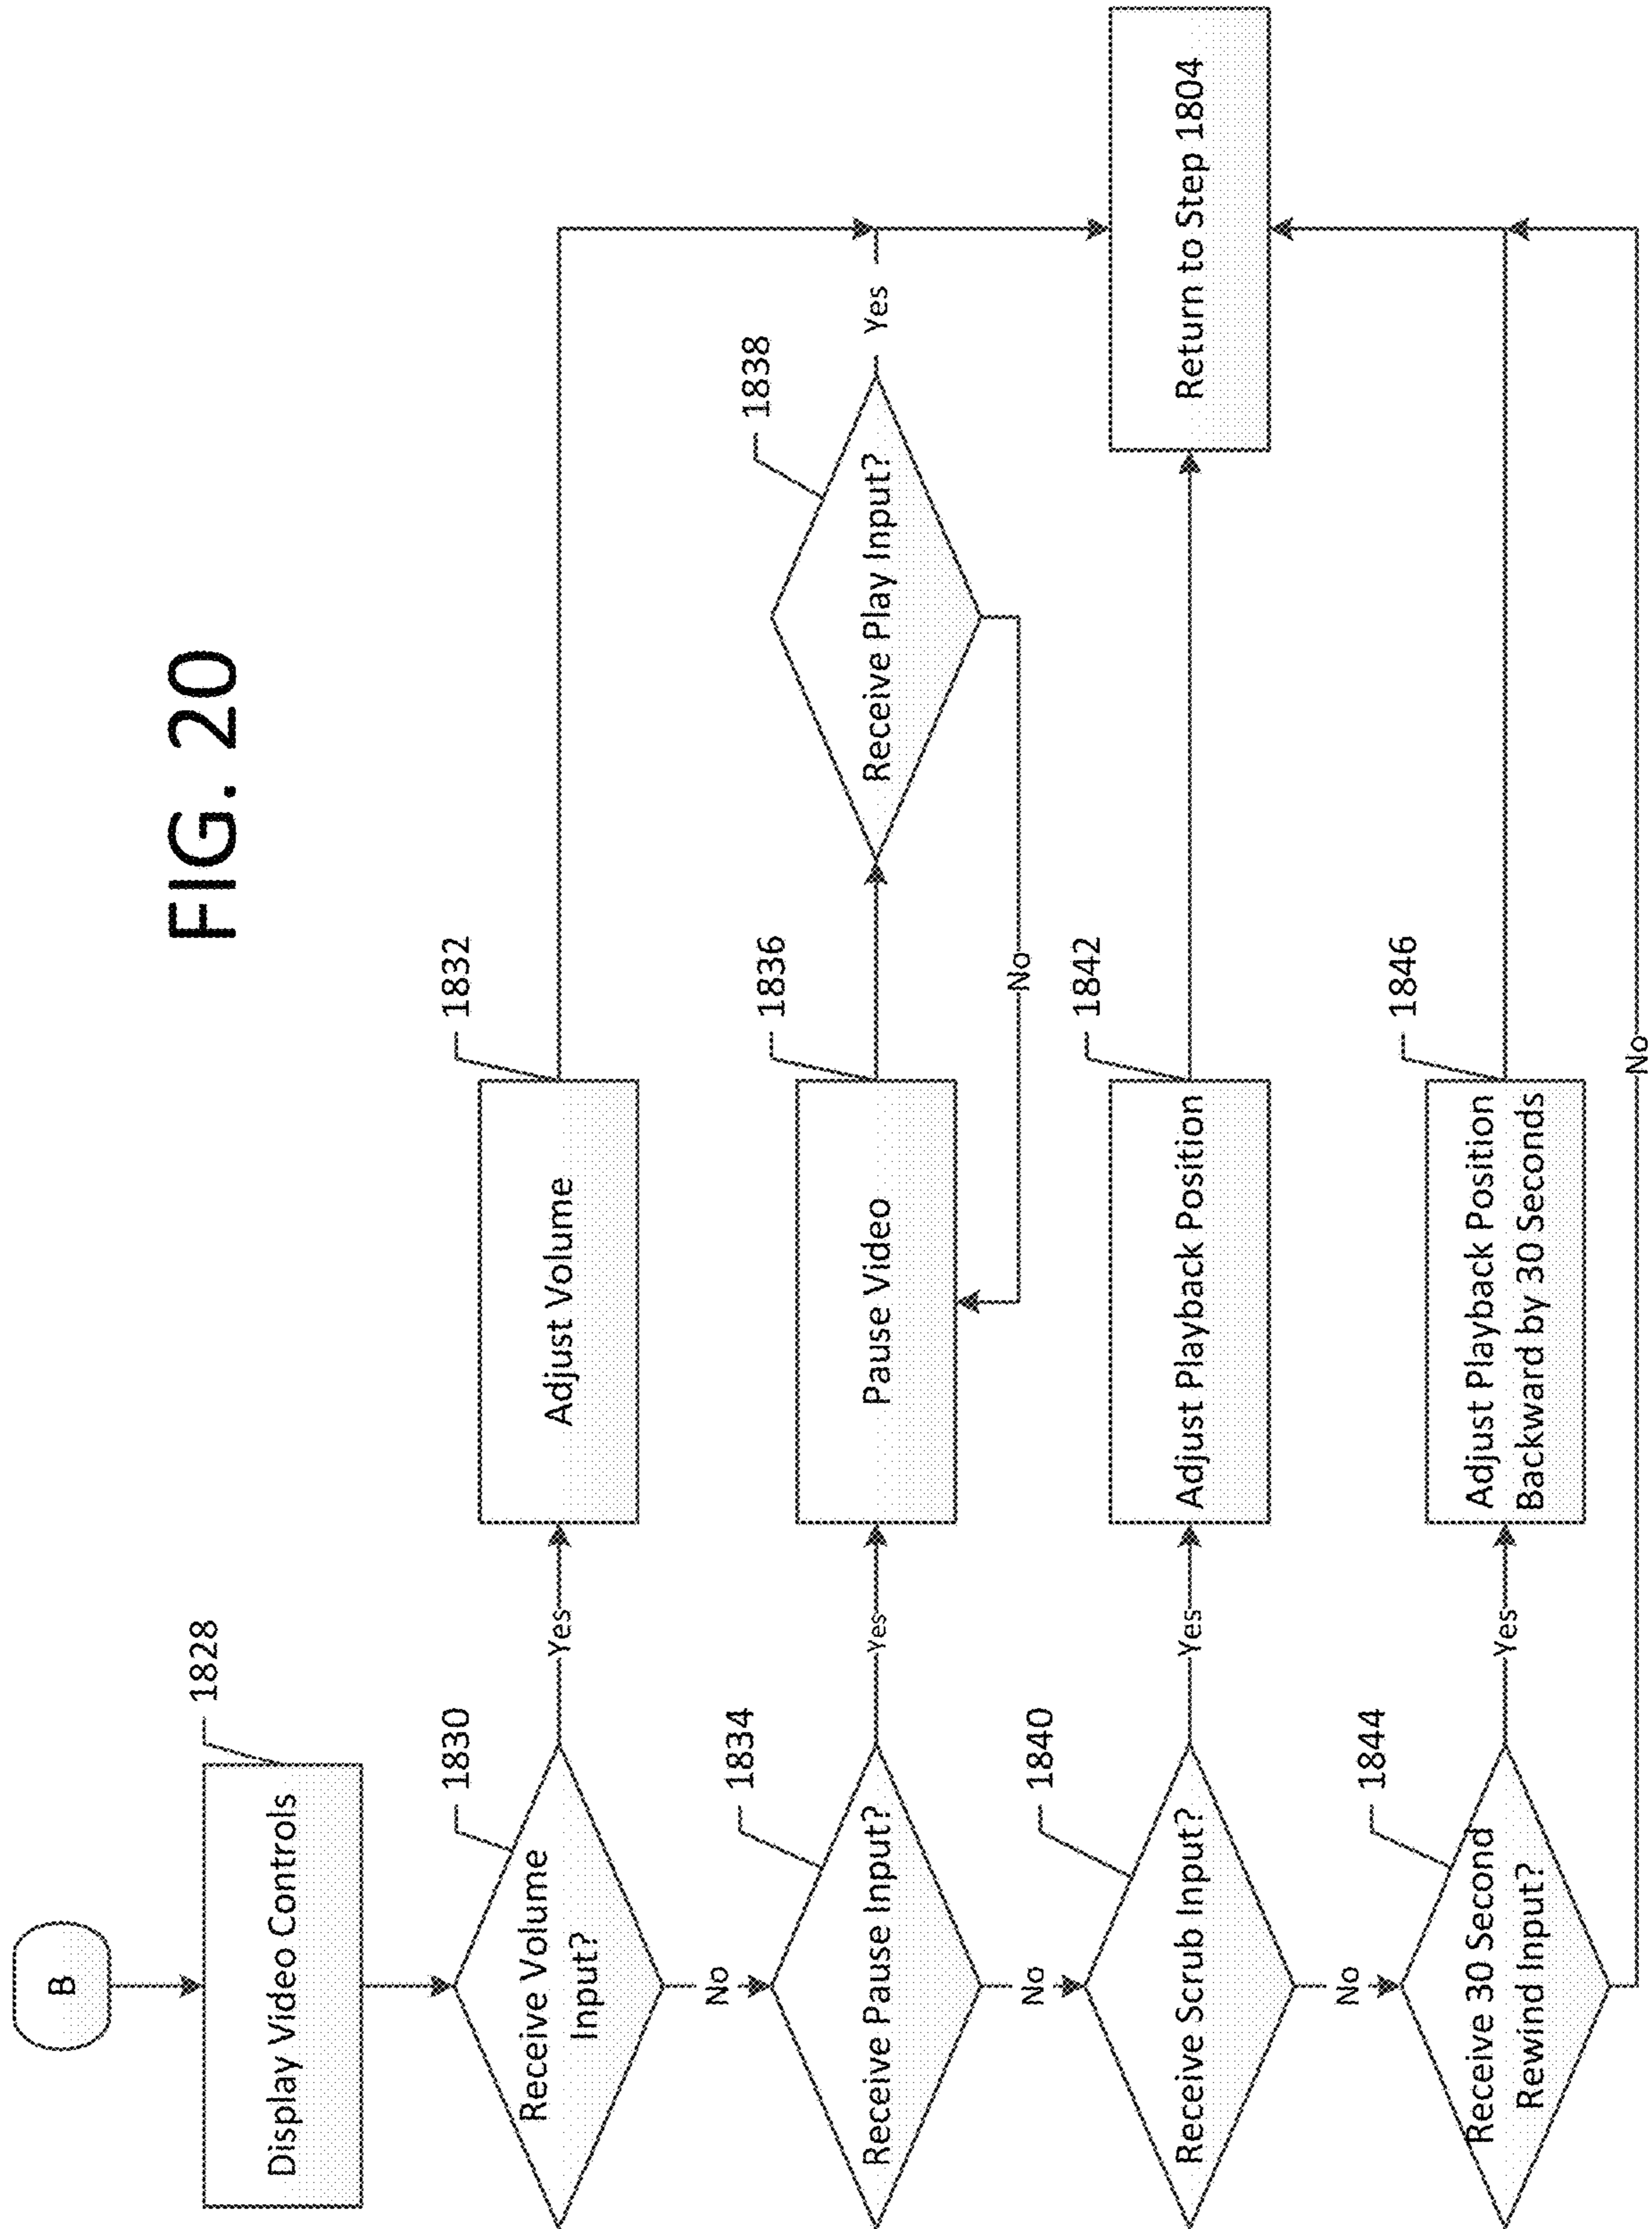 FIG. 20
B
1828
Display Video Controls
1830
Receive Volume
Input?
Yes
1832
Adjust Volume
No
1834
Receive Pause Input?
Yes
1836
Pause Video
1838
Receive Play Input?
Yes
No
No
1840
Receive Scrub Input?
Yes
1842
Adjust Playback Position
Return to Step 1804
No
1844
Receive 30 Second
Rewind Input?
Yes
1846
Adjust Playback Position
Backward by 30 Seconds
No